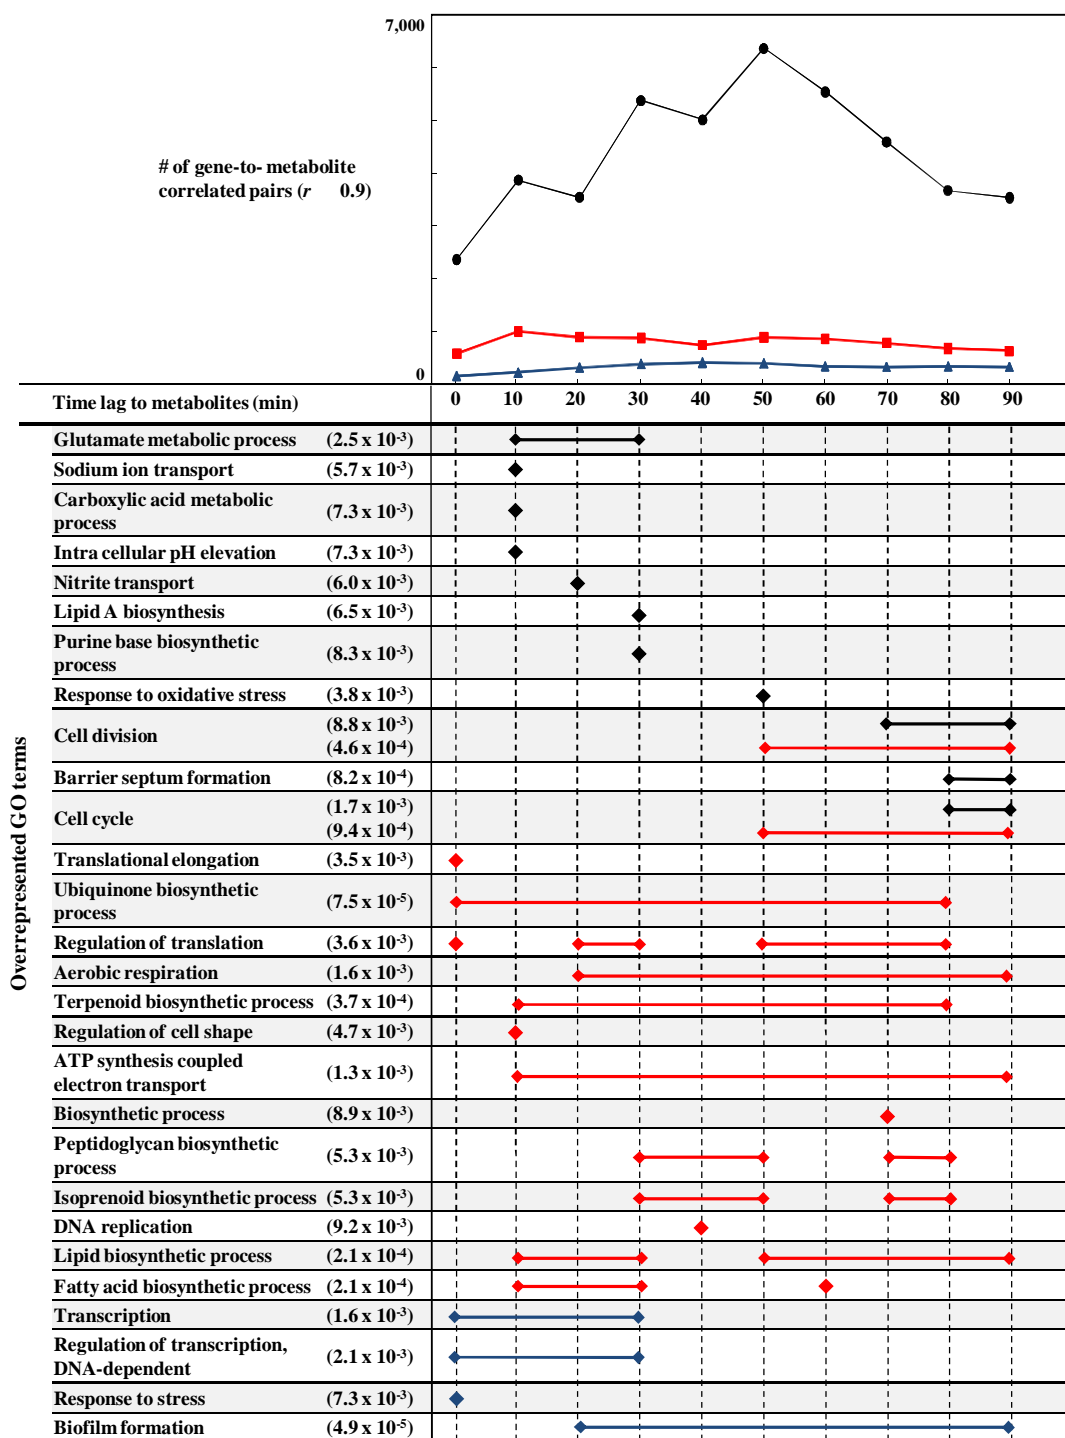 7,000
# of gene-to- metabolite
correlated pairs (r 0.9)
0
Time lag to metabolites (min) 0 10 20 30 40 50 60 70 80 90
Overrepresented GO terms
Glutamate metabolic process (2.5 x 10-3)
Sodium ion transport (5.7 x 10-3)
Carboxylic acid metabolic
process (7.3 x 10-3)
Intra cellular pH elevation (7.3 x 10-3)
Nitrite transport (6.0 x 10-3)
Lipid A biosynthesis (6.5 x 10-3)
Purine base biosynthetic
process (8.3 x 10-3)
Response to oxidative stress (3.8 x 10-3)
Cell division (8.8 x 10-3)
(4.6 x 10-4)
Barrier septum formation (8.2 x 10-4)
Cell cycle (1.7 x 10-3)
(9.4 x 10-4)
Translational elongation (3.5 x 10-3)
Ubiquinone biosynthetic
process (7.5 x 10-5)
Regulation of translation (3.6 x 10-3)
Aerobic respiration (1.6 x 10-3)
Terpenoid biosynthetic process (3.7 x 10-4)
Regulation of cell shape (4.7 x 10-3)
ATP synthesis coupled
electron transport (1.3 x 10-3)
Biosynthetic process (8.9 x 10-3)
Peptidoglycan biosynthetic
process (5.3 x 10-3)
Isoprenoid biosynthetic process (5.3 x 10-3)
DNA replication (9.2 x 10-3)
Lipid biosynthetic process (2.1 x 10-4)
Fatty acid biosynthetic process (2.1 x 10-4)
Transcription (1.6 x 10-3)
Regulation of transcription,
DNA-dependent (2.1 x 10-3)
Response to stress (7.3 x 10-3)
Biofilm formation (4.9 x 10-5)